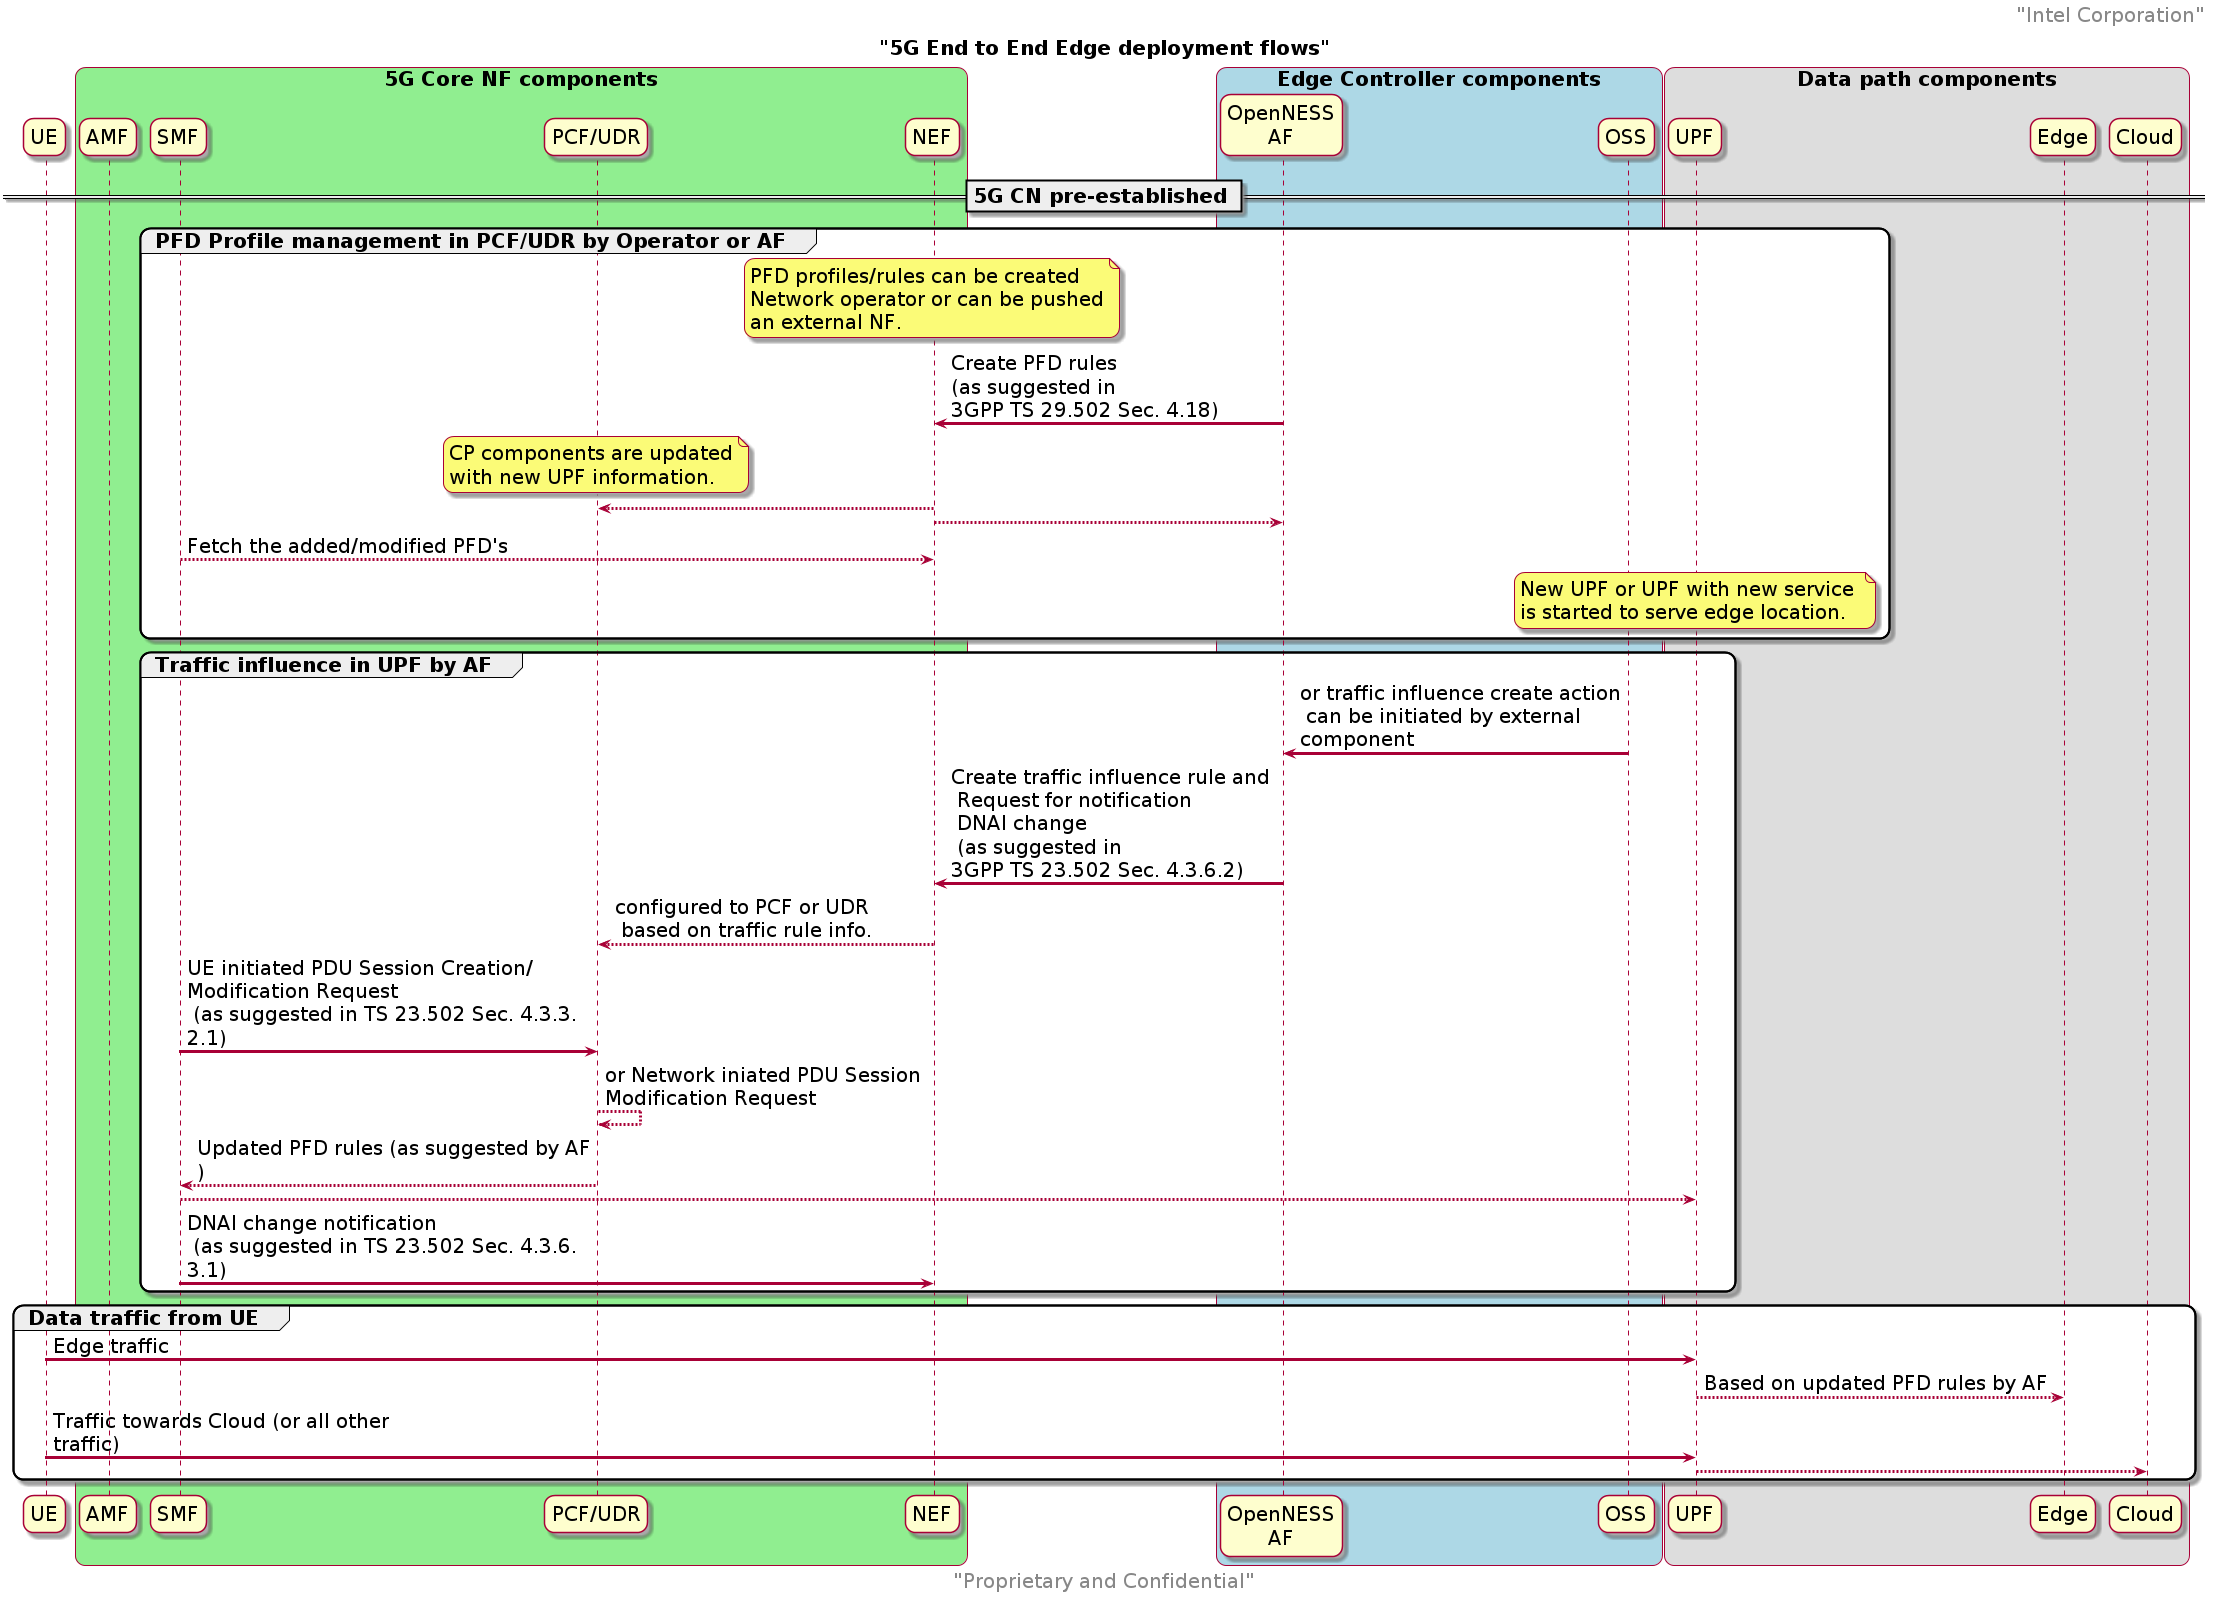 "Intel Corporation"
"5G End to End Edge deployment flows"
5G Core NF components
Edge Controller components
Data path components
UE
AMF
SMF
PCF/UDR
NEF
OpenNESS
AF
OSS
UPF
Edge
Cloud
5G CN pre-established
PFD Profile management in PCF/UDR by Operator or AF
PFD profiles/rules can be created
Network operator or can be pushed
an external NF.
Create PFD rules
(as suggested in
3GPP TS 29.502 Sec. 4.18)
CP components are updated
with new UPF information.
Fetch the added/modified PFD's
New UPF or UPF with new service
is started to serve edge location.
Traffic influence in UPF by AF
or traffic influence create action
can be initiated by external
component
Create traffic influence rule and
Request for notification
DNAI change
(as suggested in
3GPP TS 23.502 Sec. 4.3.6.2)
configured to PCF or UDR
based on traffic rule info.
UE initiated PDU Session Creation/
Modification Request
(as suggested in TS 23.502 Sec. 4.3.3.
2.1)
or Network iniated PDU Session
Modification Request
Updated PFD rules (as suggested by AF
)
DNAI change notification
(as suggested in TS 23.502 Sec. 4.3.6.
3.1)
Data traffic from UE
Edge traffic
Based on updated PFD rules by AF
Traffic towards Cloud (or all other
traffic)
UE
AMF
SMF
PCF/UDR
NEF
OpenNESS
AF
OSS
UPF
Edge
Cloud
"Proprietary and Confidential"